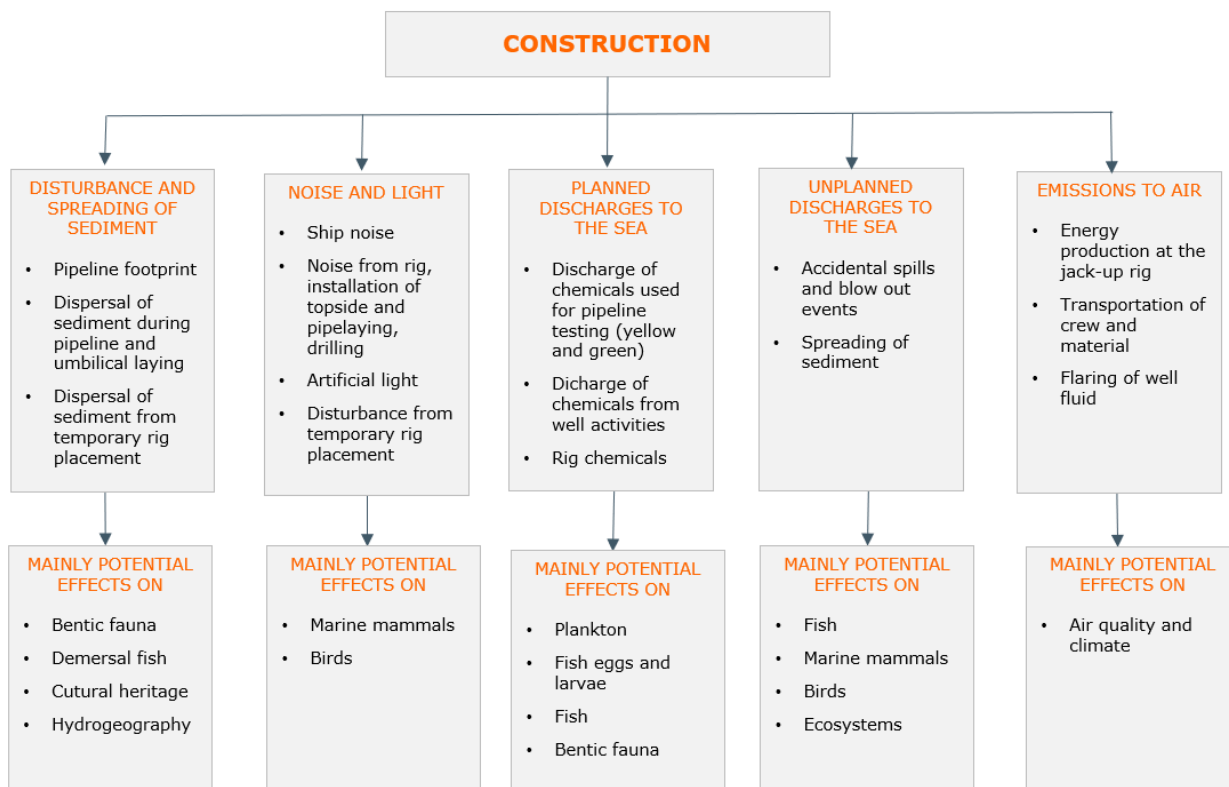 CONSTRUCTION
DISTURBANCE AND
SPREADING OF
SEDIMENT
• Pipeline footprint
• Dispersal of
sediment during
pipeline and
umbilical laying
• Dispersal of
sediment from
temporary rig
placement
NOISE AND LIGHT
• Ship noise
• Noise from rig,
installation of
topside and
pipelaying,
drilling
• Artificial light
• Disturbance from
temporary rig
placement
PLANNED
DISCHARGES TO
THE SEA
• Discharge of
chemicals used
for pipeline
testing (yellow
and green)
• Dicharge of
chemicals from
well activities
• Rig chemicals
UNPLANNED
DISCHARGES TO
THE SEA
• Accidental spills
and blow out
events
• Spreading of
sediment
EMISSIONS TO AIR
• Energy
production at the
jack-up rig
• Transportation of
crew and
material
• Flaring of well
fluid
MAINLY POTENTIAL
EFFECTS ON
• Bentic fauna
• Demersal fish
• Cutural heritage
• Hydrogeography
MAINLY POTENTIAL
EFFECTS ON
• Marine mammals
• Birds
MAINLY POTENTIAL
EFFECTS ON
• Plankton
• Fish eggs and
larvae
• Fish
• Bentic fauna
MAINLY POTENTIAL
EFFECTS ON
• Fish
• Marine mammals
• Birds
• Ecosystems
MAINLY POTENTIAL
EFFECTS ON
• Air quality and
climate